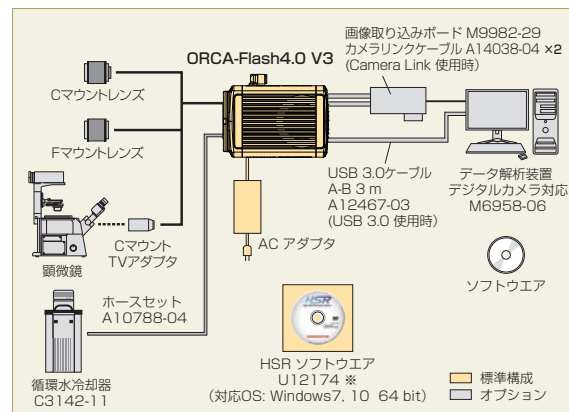 画像取り込みボード M9982-29
カメラリンクケーブル A14038-04 ×2
(Camera Link 使用時)
ORCA-Flash4.0 V3
Cマウントレンズ
Fマウントレンズ
USB 3.0ケーブル
A-B 3 m
A12467-03
(USB 3.0 使用時)
データ解析装置
デジタルカメラ対応
M6958-06
Cマウント
TVアダプタ
顕微鏡
AC アダプタ
ソフトウエア
ホースセット
A10788-04
HSR
HSR ソフトウエア
U12174 ※
(対応OS: Windows7, 10 64 bit)
循環水冷却器
C3142-11
標準構成
オプション